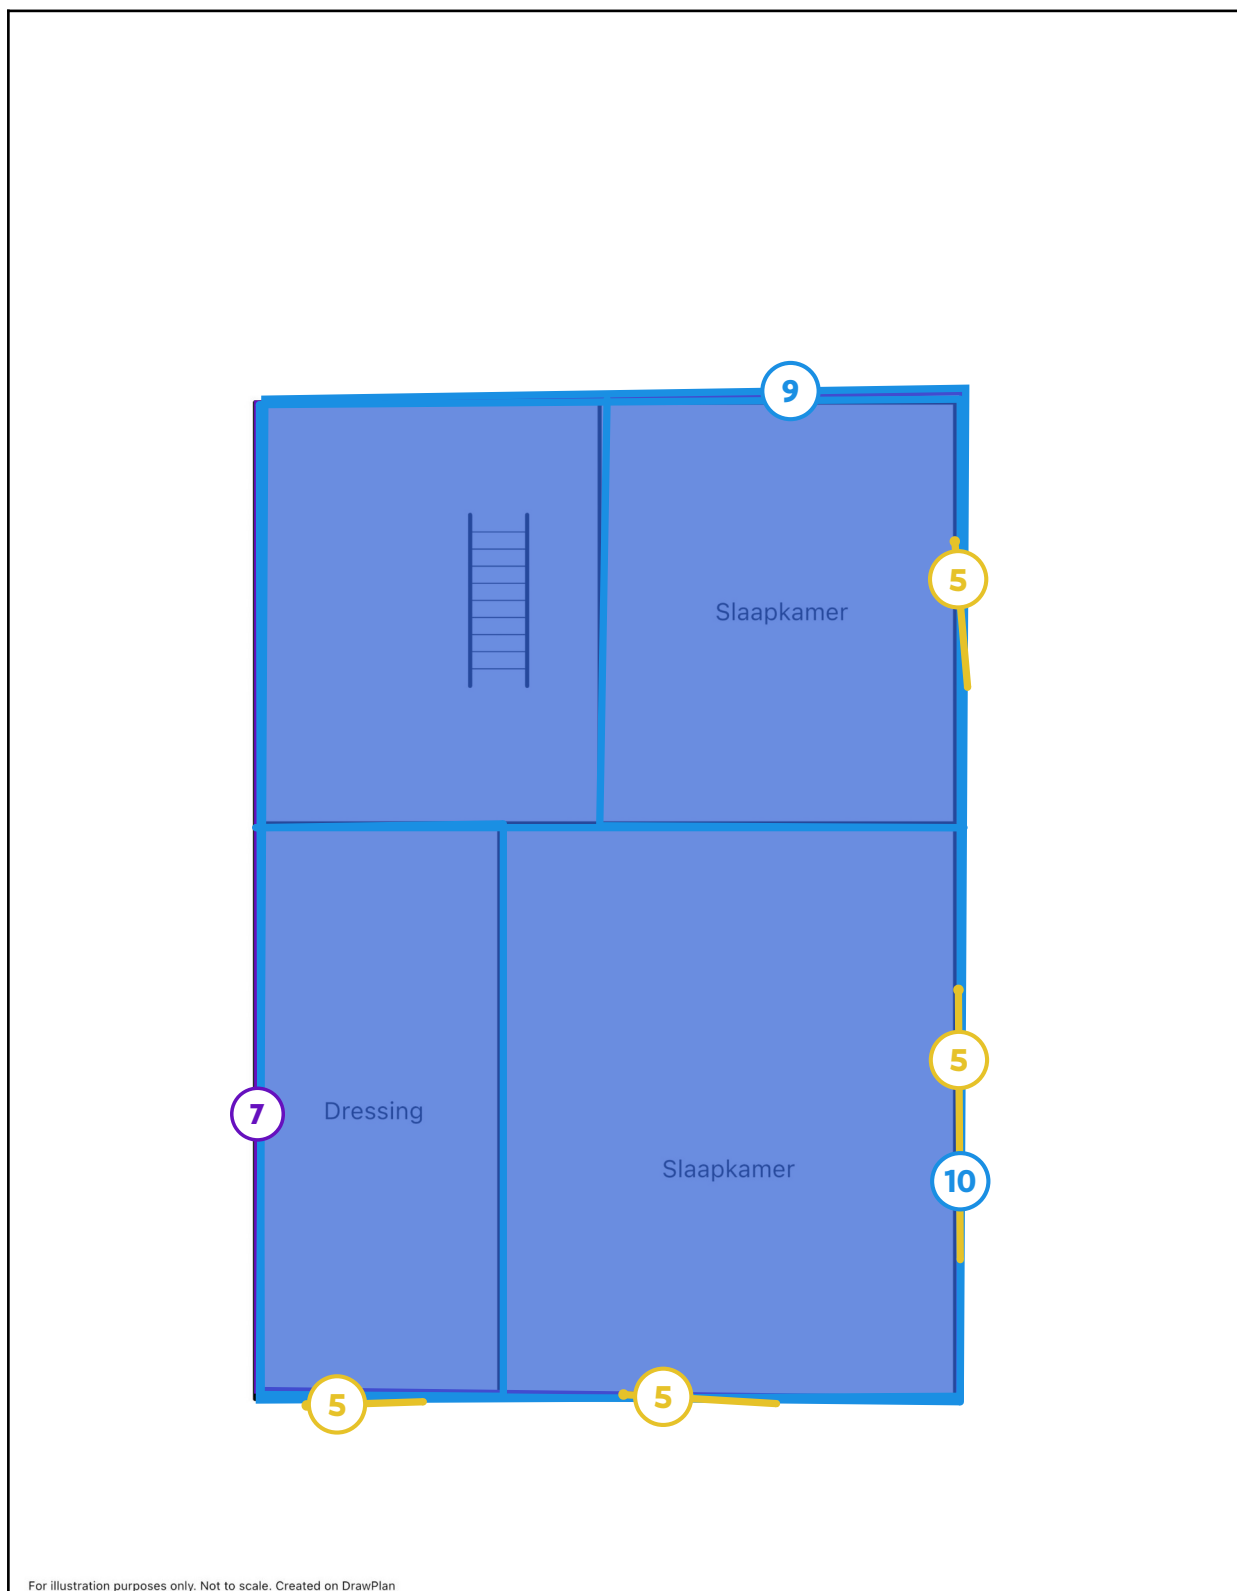 9
5
Slaapkamer
5
7
Dressing
Slaapkamer
10
5
5
For illustration purposes only. Not to scale. Created on DrawPlan